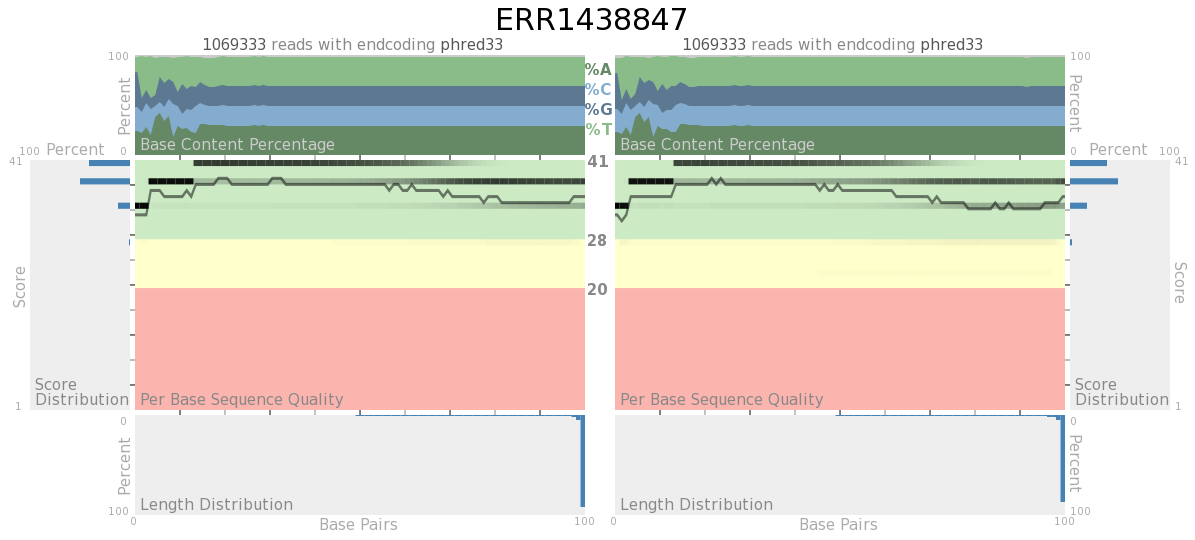 ERR1438847
1069333 reads with endcoding phred33
1069333 reads with endcoding phred33
100
Percent
0
Base Content Percentage
%A
%C
%G
%T
Base Content Percentage
100
Percent
0
100 Percent
41
Score
Score
Distribution
1
Per Base Sequence Quality
41
28
20
Per Base Sequence Quality
Percent 100
41
Score
Score
Distribution
1
0
Percent
100
Length Distribution
0
Base Pairs
100
Length Distribution
0
Percent
100
0
Base Pairs
100